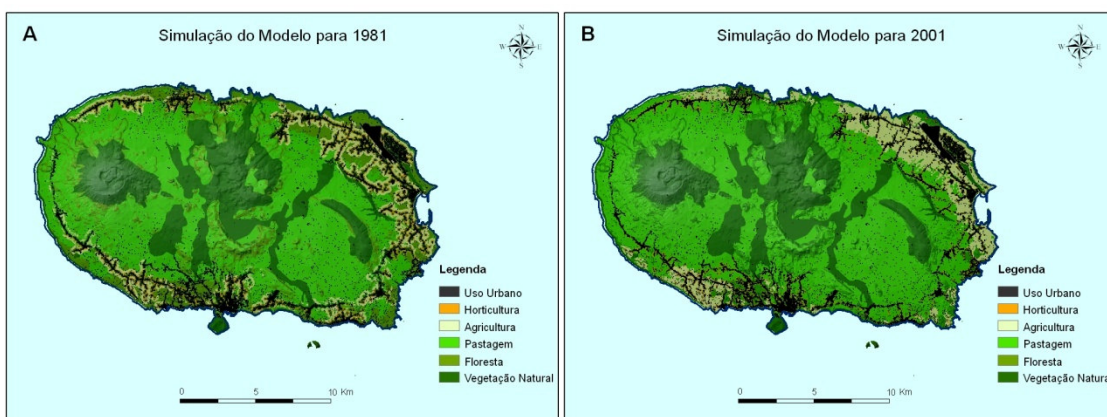 A
Simulação do Modelo para 1981
N
W E
S
Legenda
Uso Urbano
Horticultura
Agricultura
Pastagem
Floresta
Vegetação Natural
0 5 10 Km
B
Simulação do Modelo para 2001
N
W E
S
Legenda
Uso Urbano
Horticultura
Agricultura
Pastagem
Floresta
Vegetação Natural
0 5 10 Km